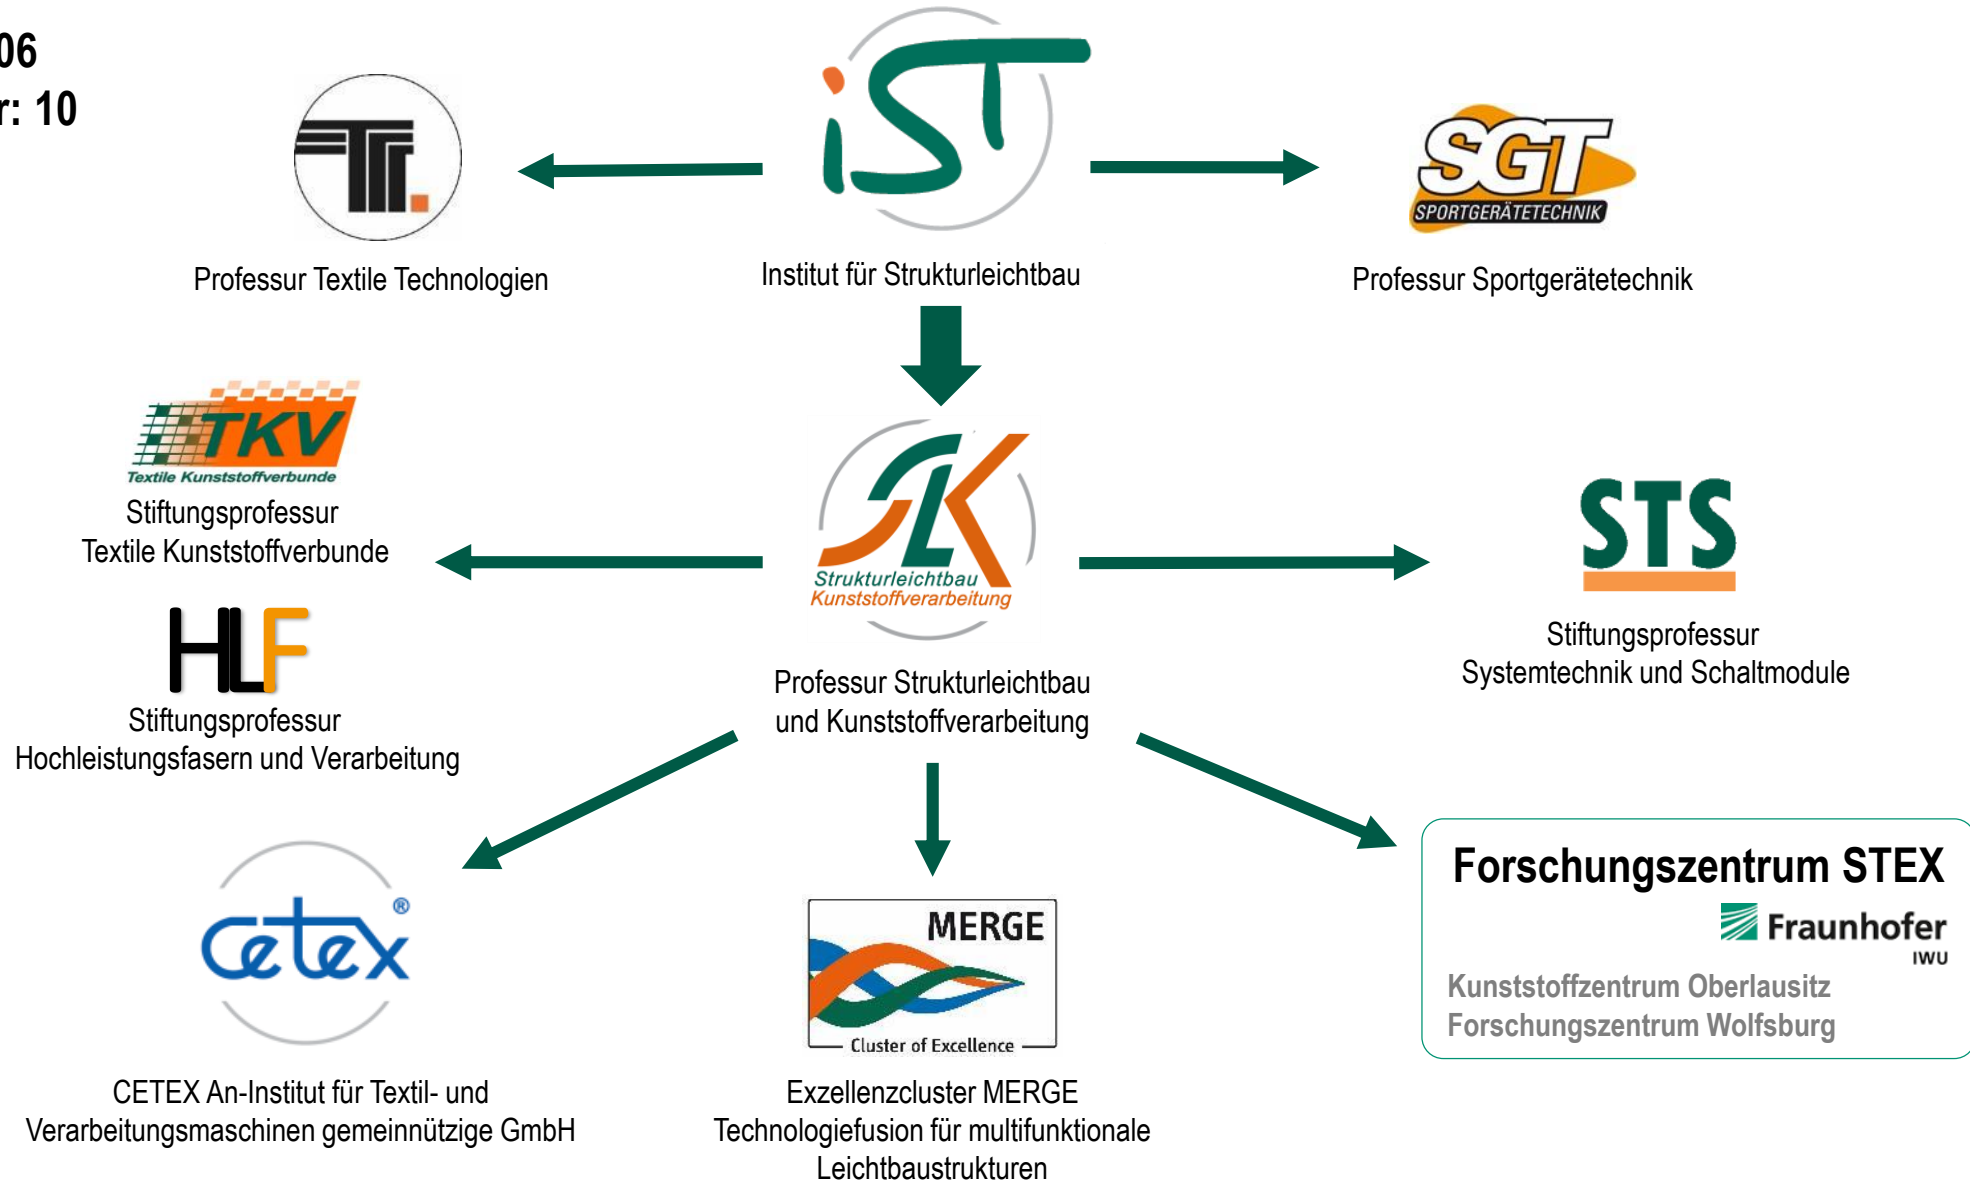 06
r: 10
iST
SGT
SPORTGERÄTETECHNIK
Professur Textile Technologien
Institut für Strukturleichtbau
Professur Sportgerätetechnik
TKV
Textile Kunststoffverbunde
Stiftungsprofessur
Textile Kunststoffverbunde
SLK
Strukturleichtbau
Kunststoffverarbeitung
STS
HLF
Stiftungsprofessur
Hochleistungsfasern und Verarbeitung
Professur Strukturleichtbau
und Kunststoffverarbeitung
Stiftungsprofessur
Systemtechnik und Schaltmodule
cetex®
CETEX An-Institut für Textil- und
Verarbeitungsmaschinen gemeinnützige GmbH
MERGE
Cluster of Excellence
Exzellenzcluster MERGE
Technologiefusion für multifunktionale
Leichtbaustrukturen
Forschungszentrum STEX
Fraunhofer
IWU
Kunststoffzentrum Oberlausitz
Forschungszentrum Wolfsburg